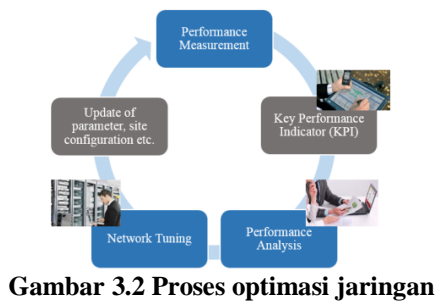 Performance
Measurement
Key Performance
Indicator (KPI)
Performance
Analysis
Network Tuning
Update of
parameter, site
configuration etc.
Gambar 3.2 Proses optimasi jaringan